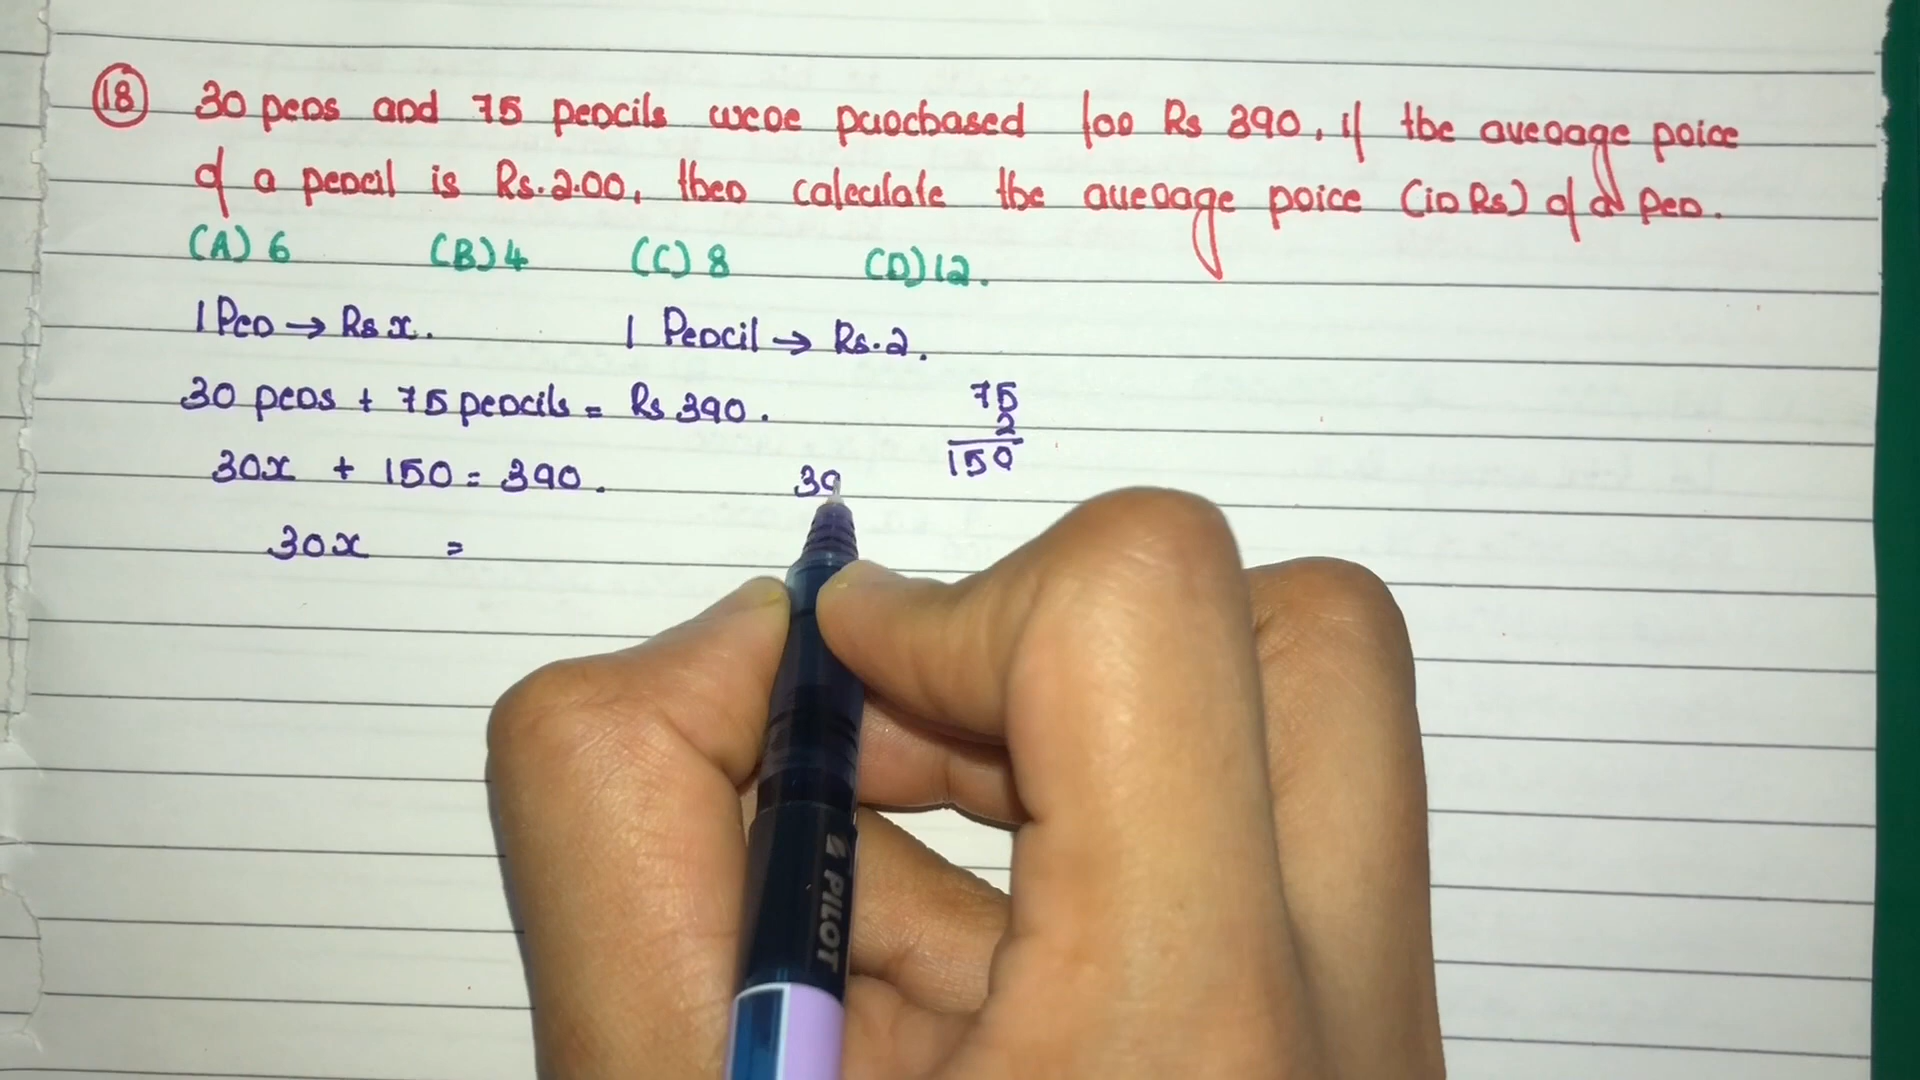 18 30 pens and 75 pencils were purchased for Rs 390. if the average price
of a pencil is Rs.2.00, then calculate the average price (in Rs) of a pen.
(A) 6 (B) 4 (C) 8 (D) 12.
1 Pen → Rs x. 1 Pencil → Rs.2.
30 pens + 75 pencils = Rs 390.
75
2
150
30x + 150 = 390.
39
30x =
PILOT